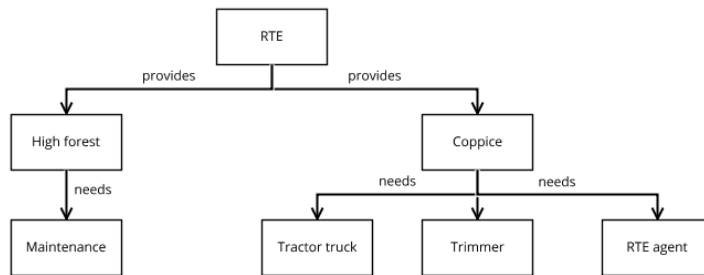 RTE
provides
provides
High forest
Coppice
needs
needs
needs
Maintenance
Tractor truck
Trimmer
RTE agent